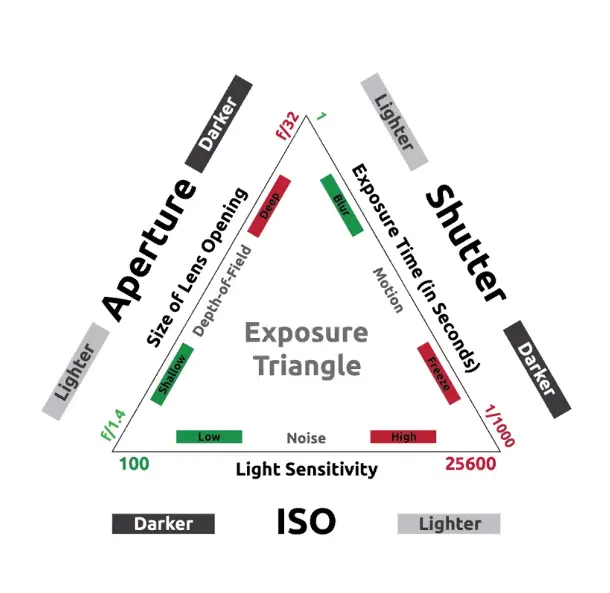 Darker
Lighter
f/32
1
Aperture
Size of Lens Opening
Deep
Blur
Exposure Time (in Seconds)
Shutter
Depth-of-Field
Motion
Exposure
Triangle
Lighter
Shallow
Freeze
Darker
f/1.4
1/1000
Low
Noise
High
100
Light Sensitivity
25600
Darker
ISO
Lighter